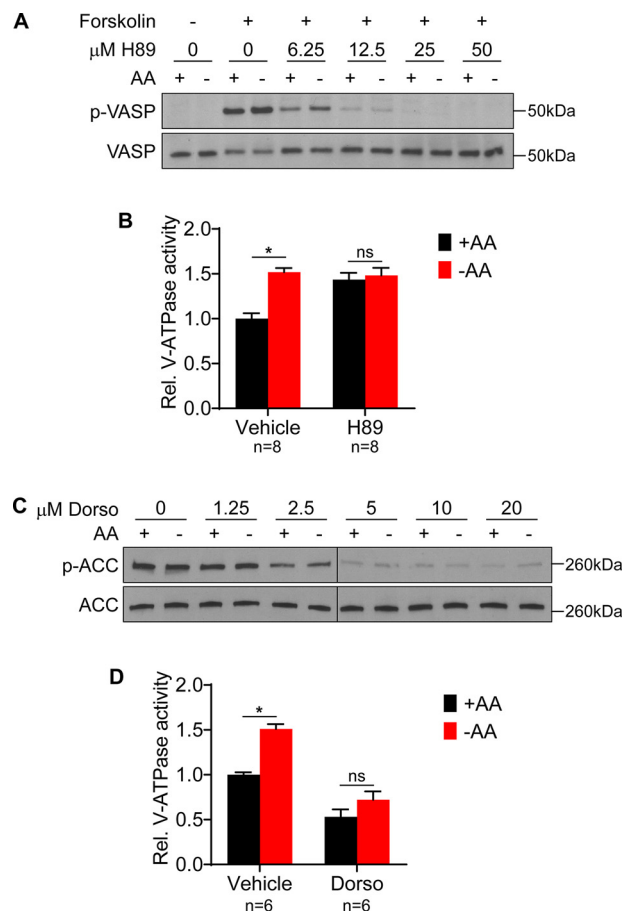 A
Forskolin - + + + + +
μM H89 0 0 6.25 12.5 25 50
AA + - + - + - + - + - + -
p-VASP 50kDa
VASP 50kDa
B
Rel. V-ATPase activity
2.0
1.5
1.0
0.5
0.0
* ns
+AA
-AA
Vehicle H89
n=8 n=8
C
μM Dorso 0 1.25 2.5 5 10 20
AA + - + - + - + - + - + -
p-ACC 260kDa
ACC 260kDa
D
Rel. V-ATPase activity
2.0
1.5
1.0
0.5
0.0
* ns
+AA
-AA
Vehicle Dorso
n=6 n=6